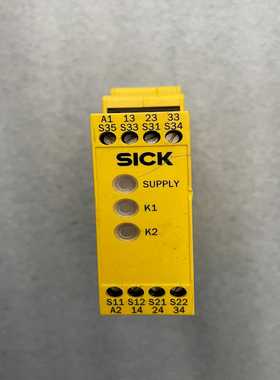 A1 13 23 33
S35 S33 S31 S34
SICK
SUPPLY
K1
K2
S11 S12 S21 S22
A2 14 24 34